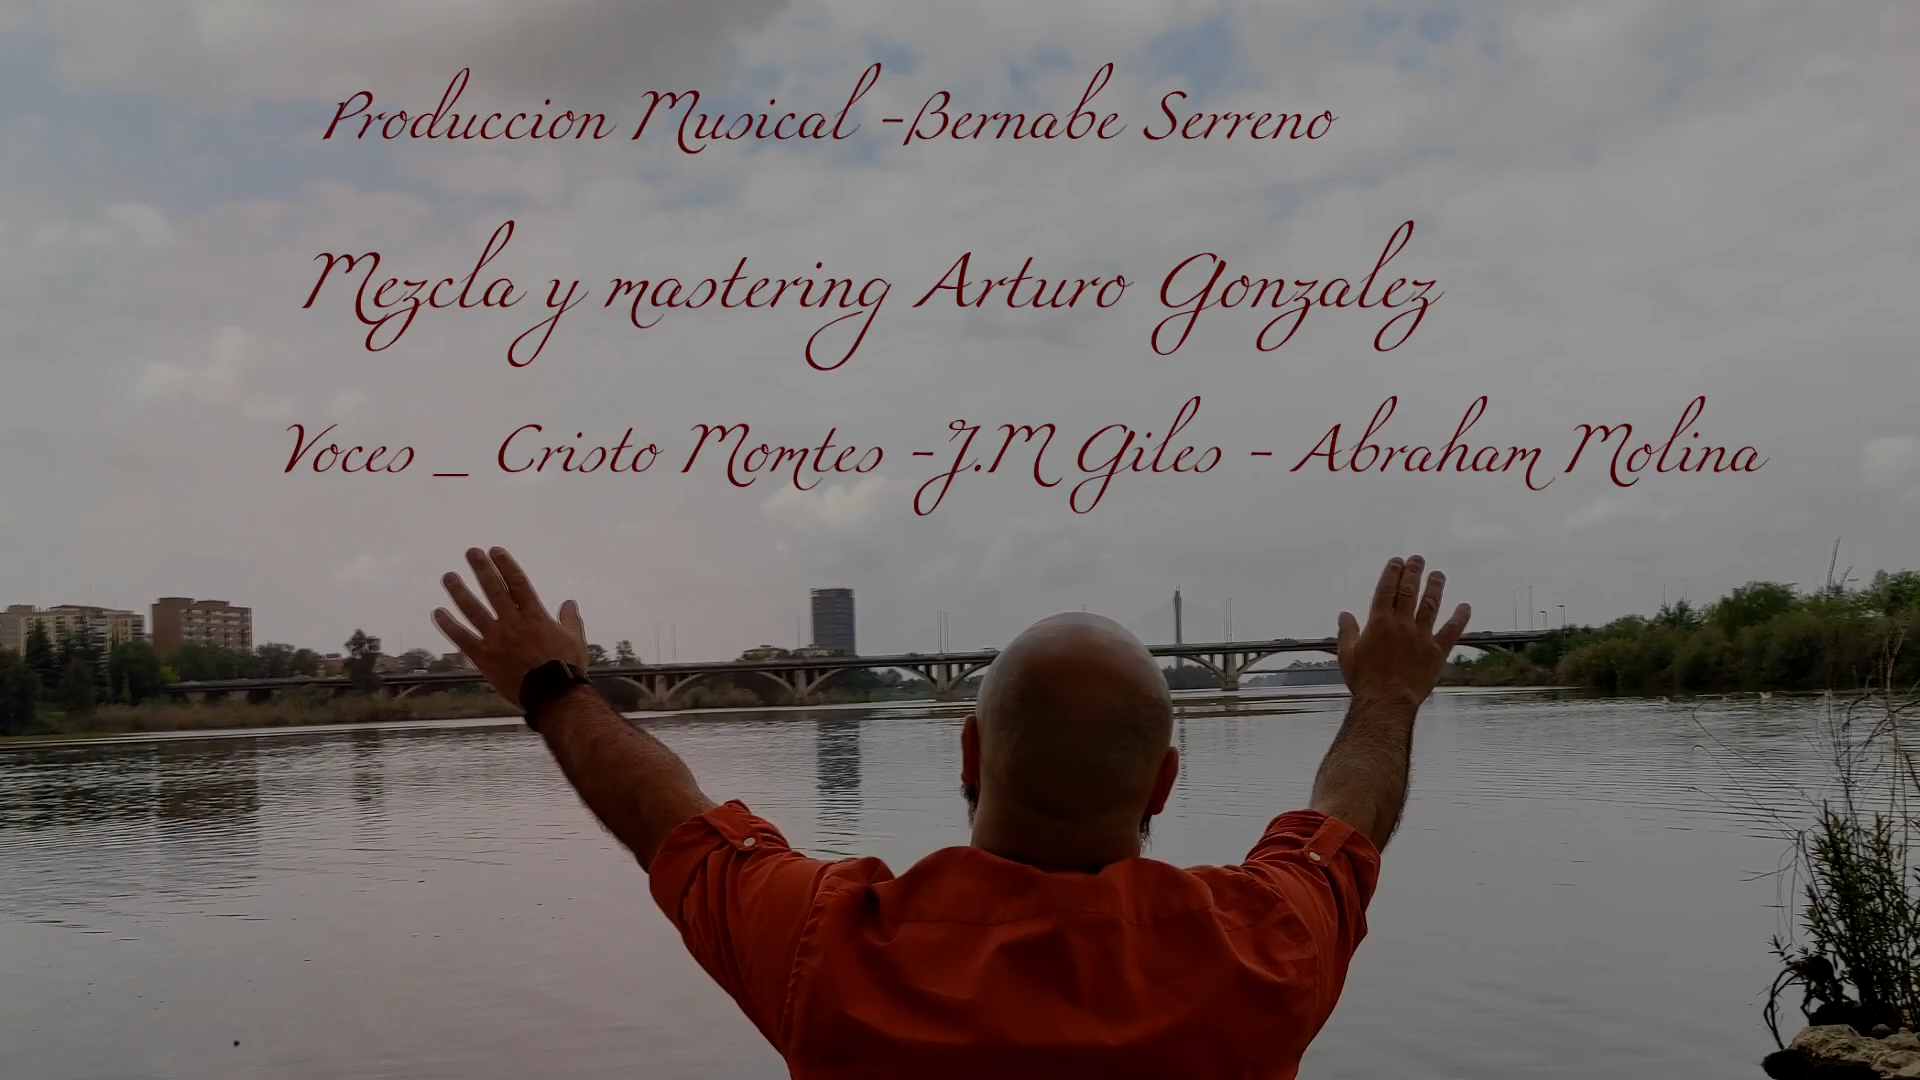 Produccion Musical -Bernabe Serreno
Mezcla y mastering Arturo Gonzalez
Voces _ Cristo Momtes -J.M Giles - Abraham Molina